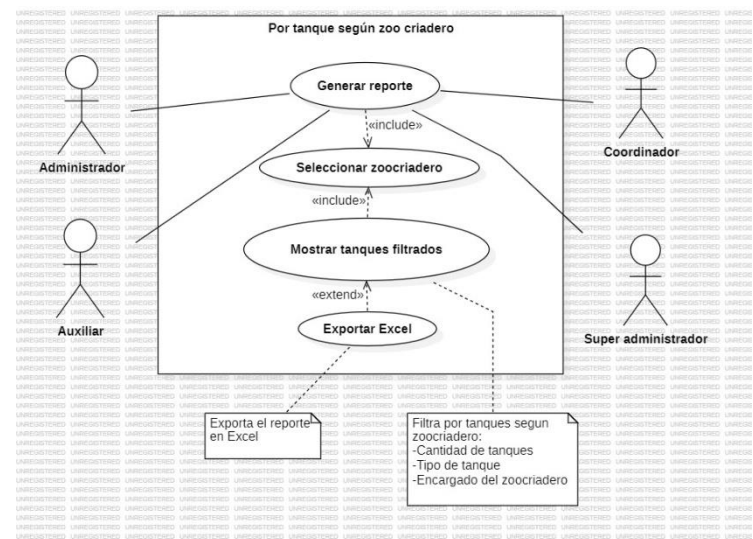 Por tanque según zoo criadero
Generar reporte
«include»
Seleccionar zoocriadero
«include»
Mostrar tanques filtrados
«extend»
Exportar Excel
Administrador
Auxiliar
Coordinador
Super administrador
Exporta el reporte
en Excel
Filtra por tanques segun
zoocriadero:
-Cantidad de tanques
-Tipo de tanque
-Encargado del zoocriadero
UNREGISTERED